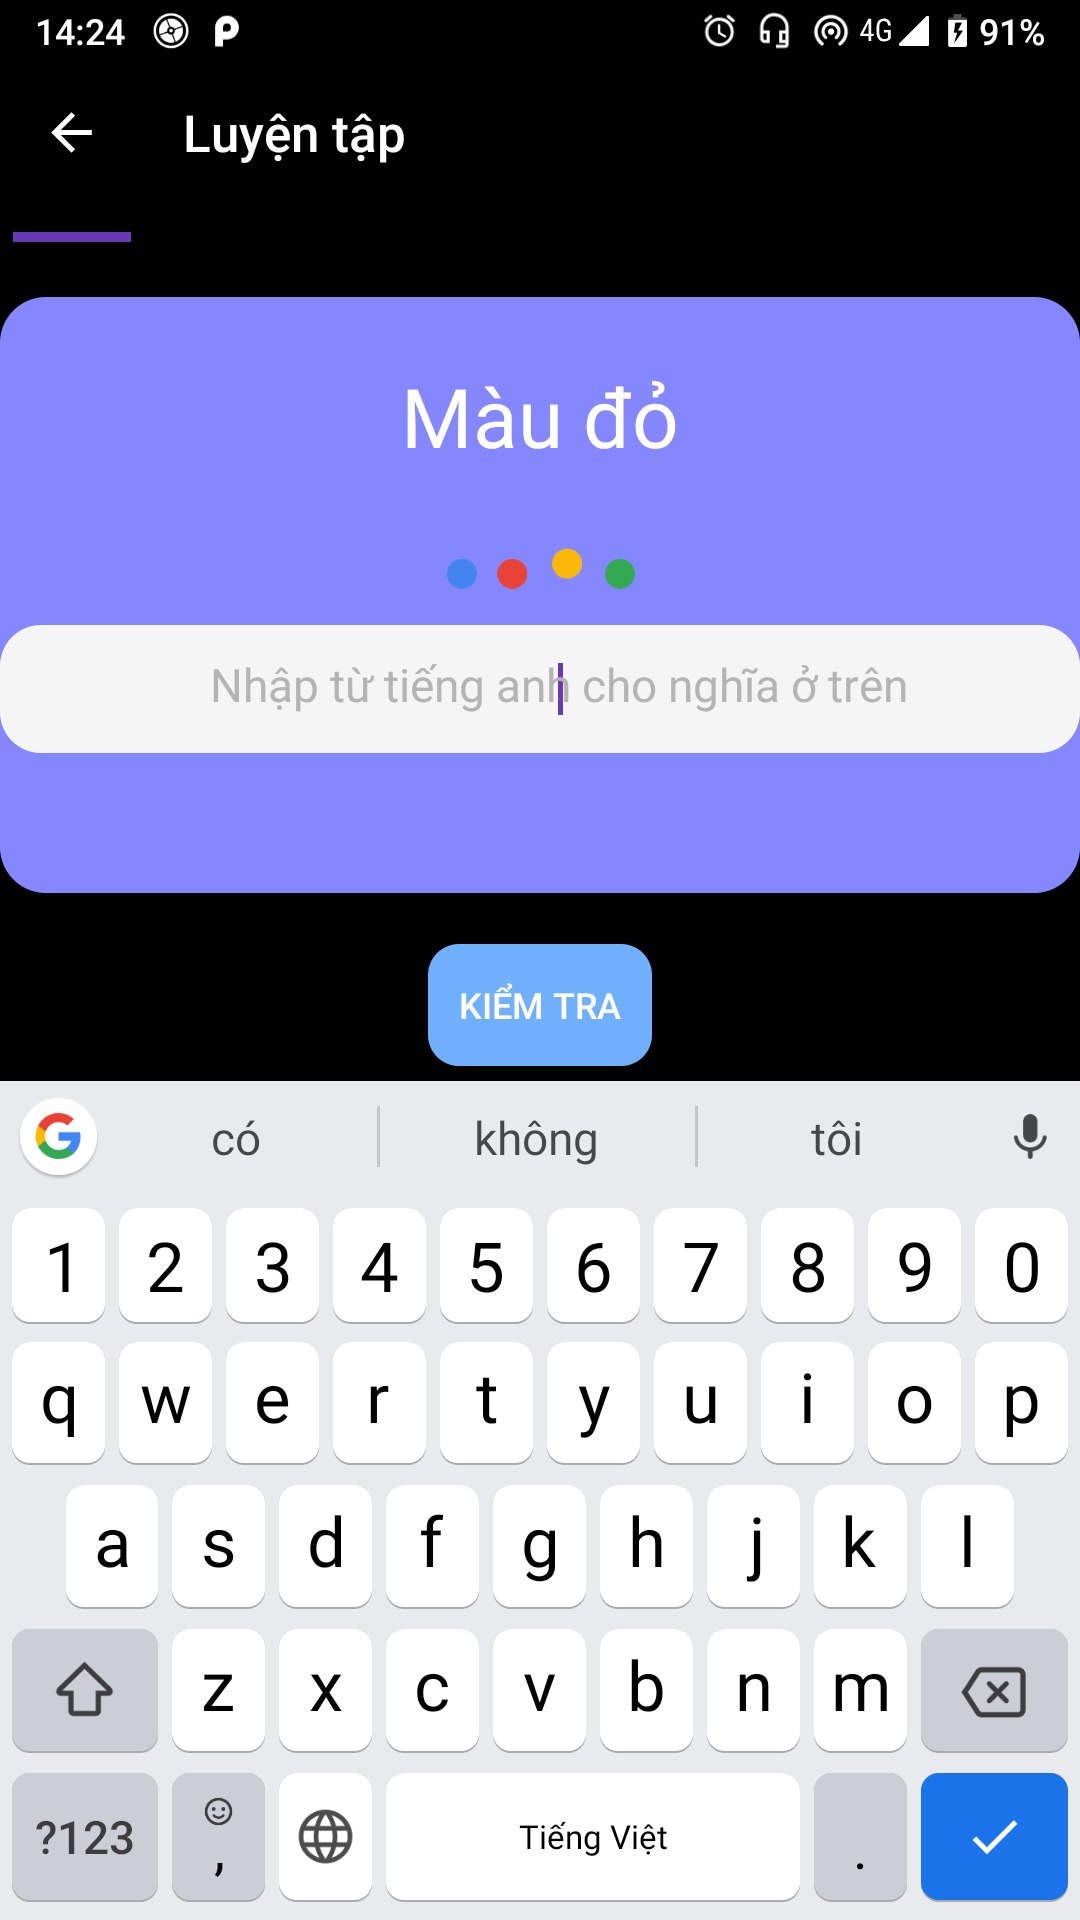 14:24 4G 91%
Luyện tập
Màu đỏ
Nhập từ tiếng anh cho nghĩa ở trên
KIỂM TRA
có không tôi
1 2 3 4 5 6 7 8 9 0
q w e r t y u i o p
a s d f g h j k l
z x c v b n m
?123 , Tiếng Việt .